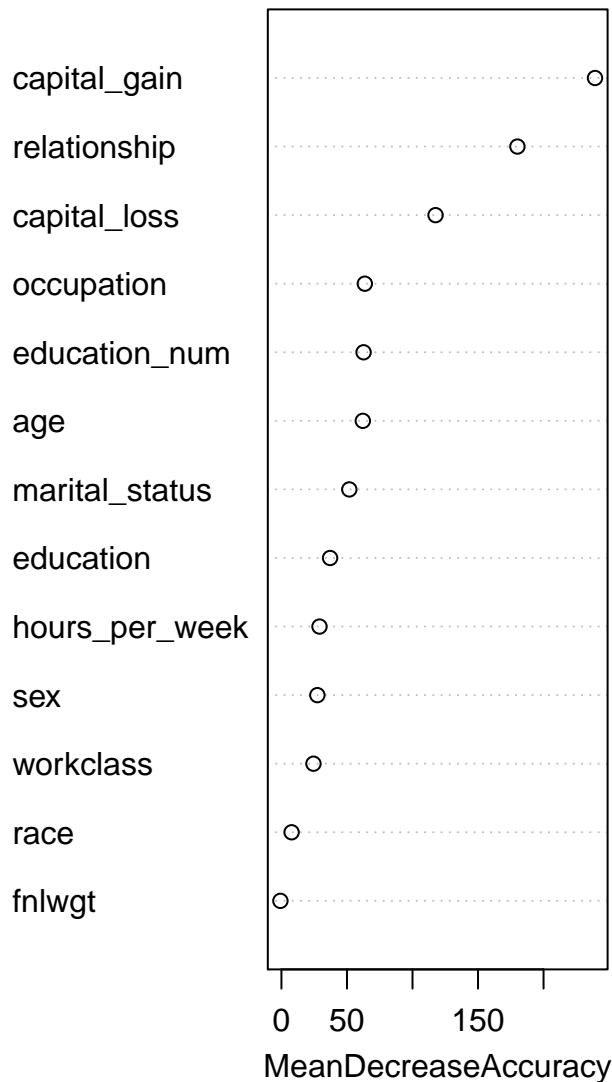 capital_gain
relationship
capital_loss
occupation
education_num
age
marital_status
education
hours_per_week
sex
workclass
race
fnlwgt
0 50 150
MeanDecreaseAccuracy